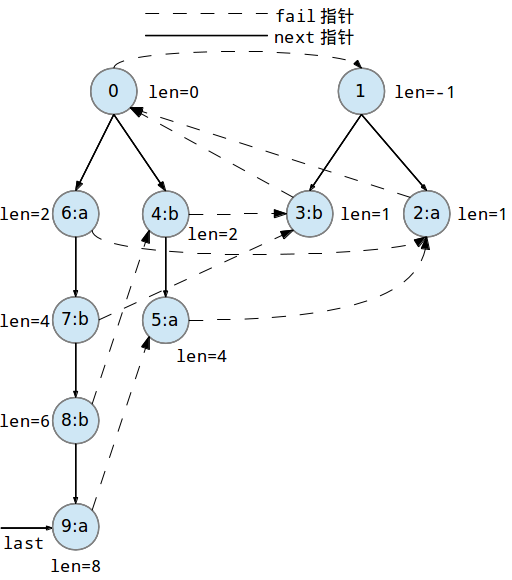 fail 指针
next 指针
0
len=0
1
len=-1
len=2
6:a
4:b
len=2
3:b
len=1
2:a
len=1
len=4
7:b
5:a
len=4
len=6
8:b
9:a
last
len=8